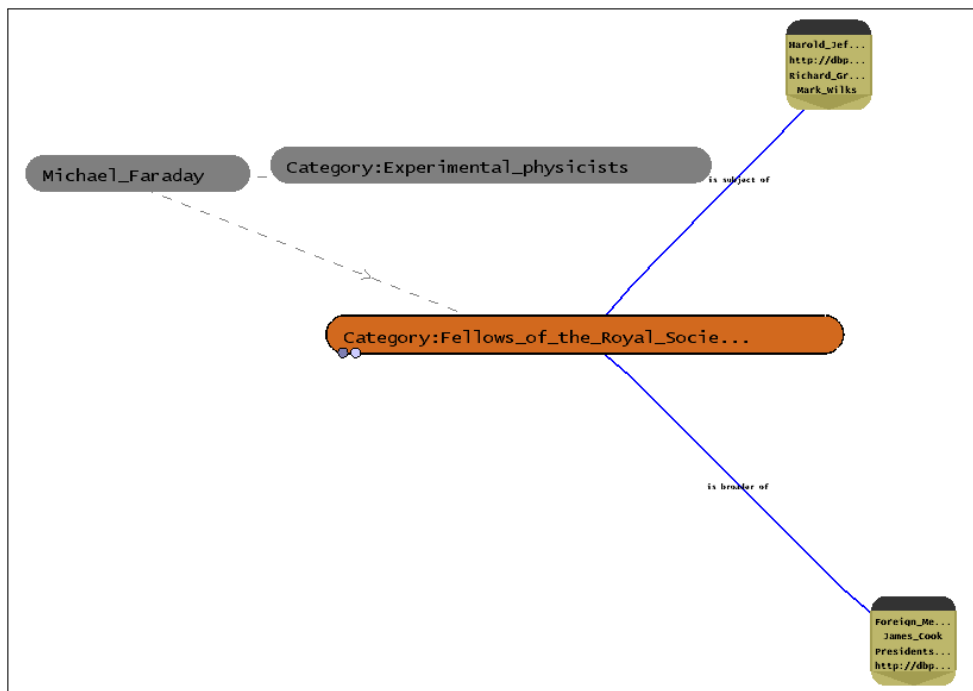 Harold_Jef...
http://dbp...
Richard_Gr...
Mark_Wilks
Michael_Faraday
Category:Experimental_physicists
is subject of
Category:Fellows_of_the_Royal_Socie...
is broader of
Foreign_Me...
James_Cook
Presidents...
http://dbp...